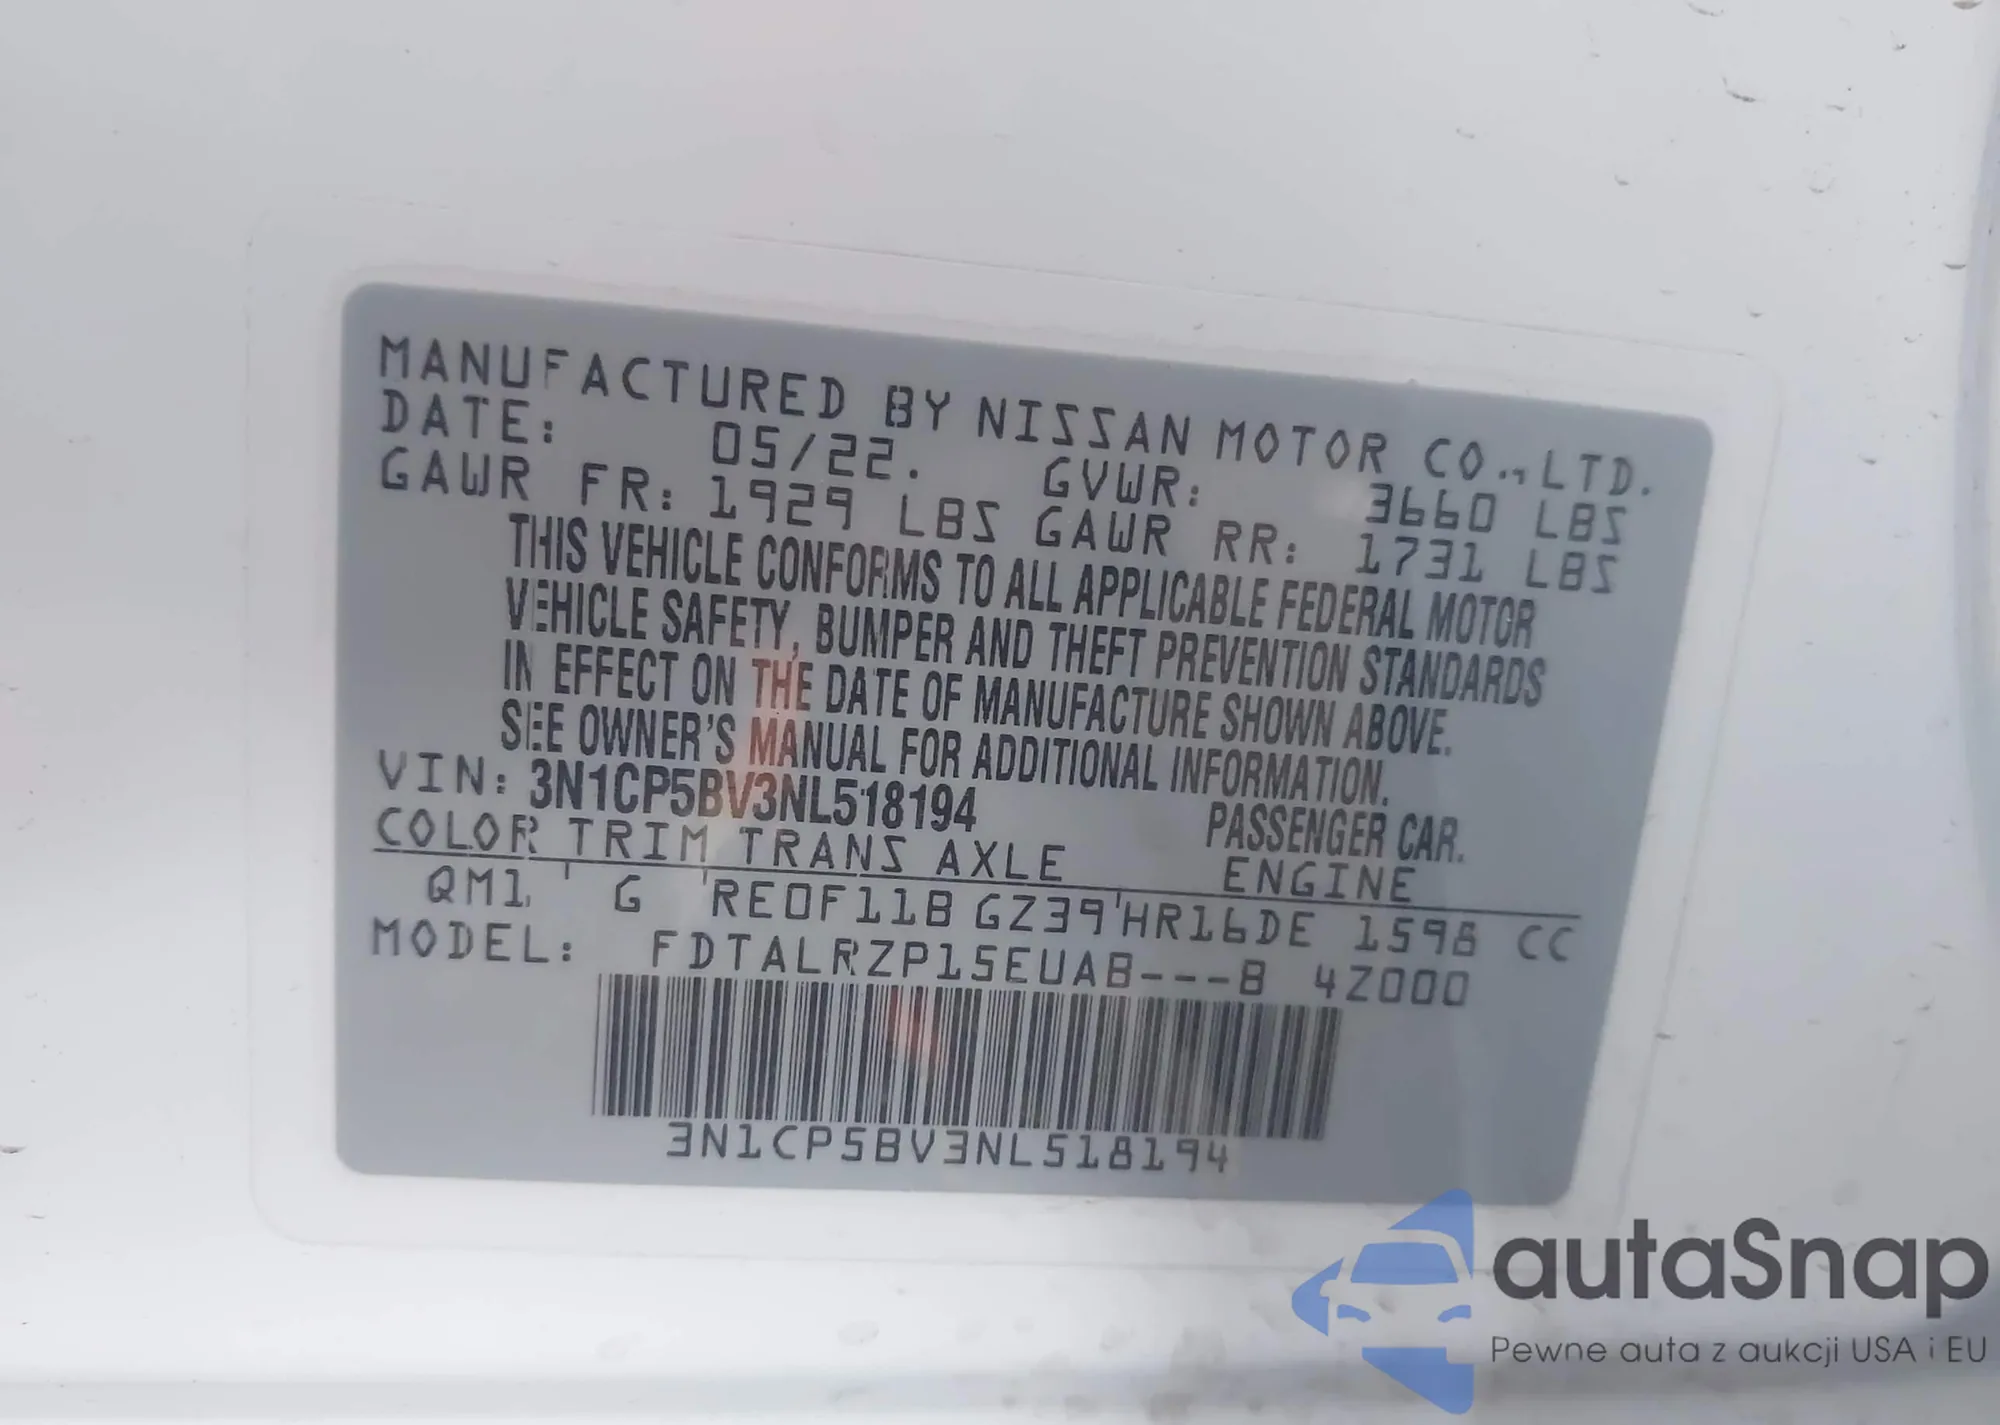 MANUFACTURED BY NISSAN MOTOR CO.,LTD.
DATE: 05/22. GVWR: 3660 LBS
GAWR FR: 1929 LBS GAWR RR: 1731 LBS
THIS VEHICLE CONFORMS TO ALL APPLICABLE FEDERAL MOTOR
VEHICLE SAFETY, BUMPER AND THEFT PREVENTION STANDARDS
IN EFFECT ON THE DATE OF MANUFACTURE SHOWN ABOVE.
SEE OWNER'S MANUAL FOR ADDITIONAL INFORMATION.
VIN: 3N1CP5BV3NL518194 PASSENGER CAR.
COLOR TRIM TRANS AXLE ENGINE
QM1 G RE0F11B GZ39 HR16DE 1598 CC
MODEL: FDTALRZP15EUAB---B 4Z000
3N1CP5BV3NL518194
autaSnap
Pewne auta z aukcji USA i EU